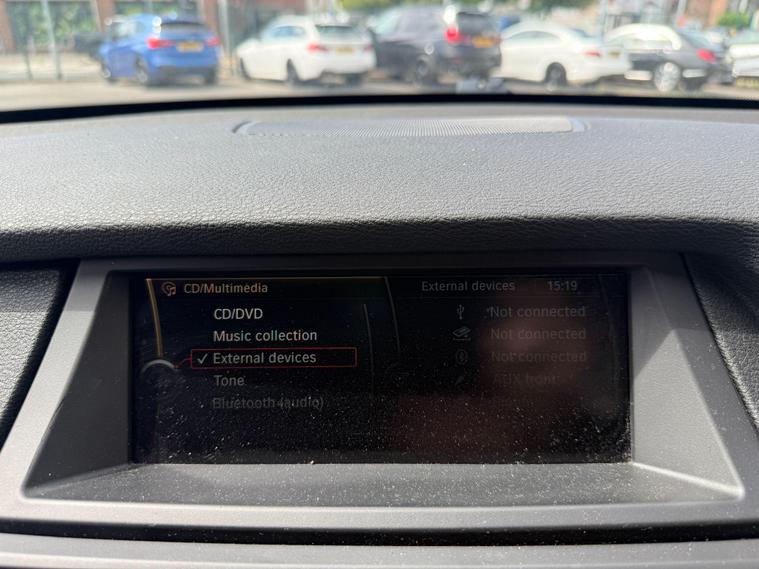 CD/Multimedia
External devices 15:19
CD/DVD
Music collection
External devices
Tone
Bluetooth (audio)
Not connected
Not connected
Not connected
AUX front